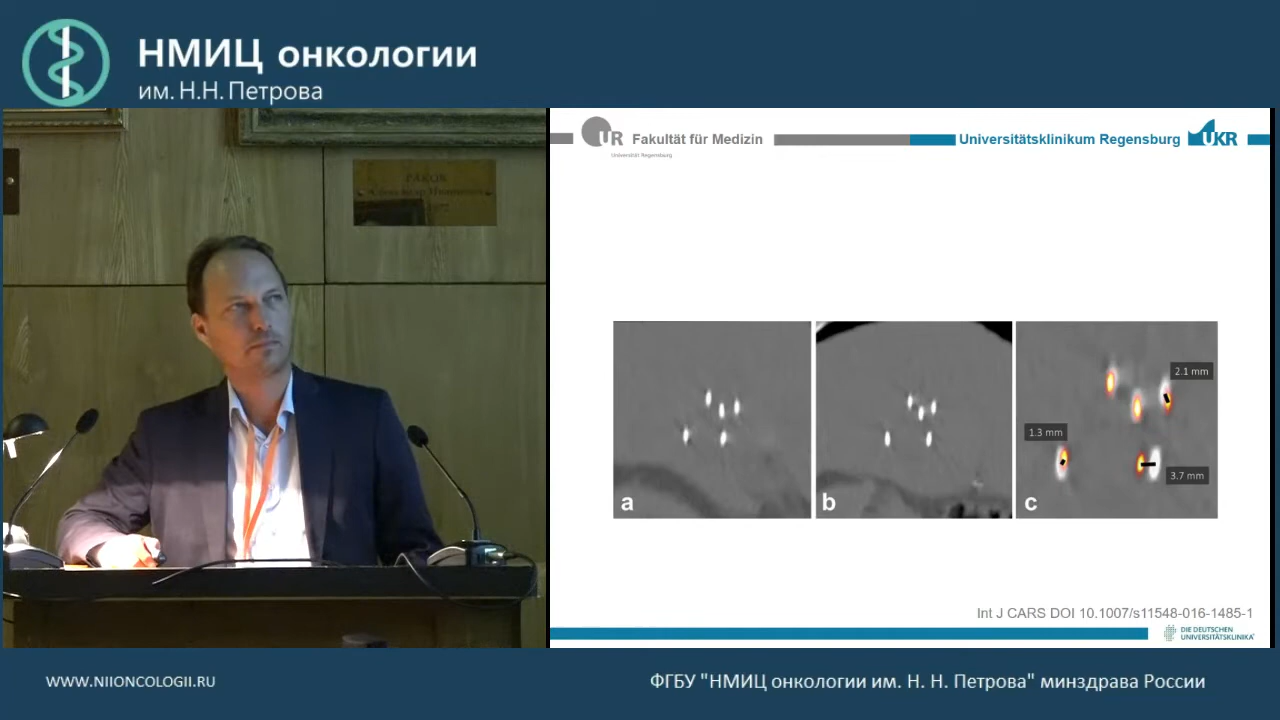 НМИЦ онкологии
им. Н.Н. Петрова
UR Fakultät für Medizin
Universität Regensburg
Universitätsklinikum Regensburg UKR
2.1 mm
1.3 mm
3.7 mm
a
b
c
Int J CARS DOI 10.1007/s11548-016-1485-1
DIE DEUTSCHEN
UNIVERSITÄTSKLINIKA
WWW.NIIONCOLOGII.RU
ФГБУ "НМИЦ онкологии им. Н. Н. Петрова" минздрава России